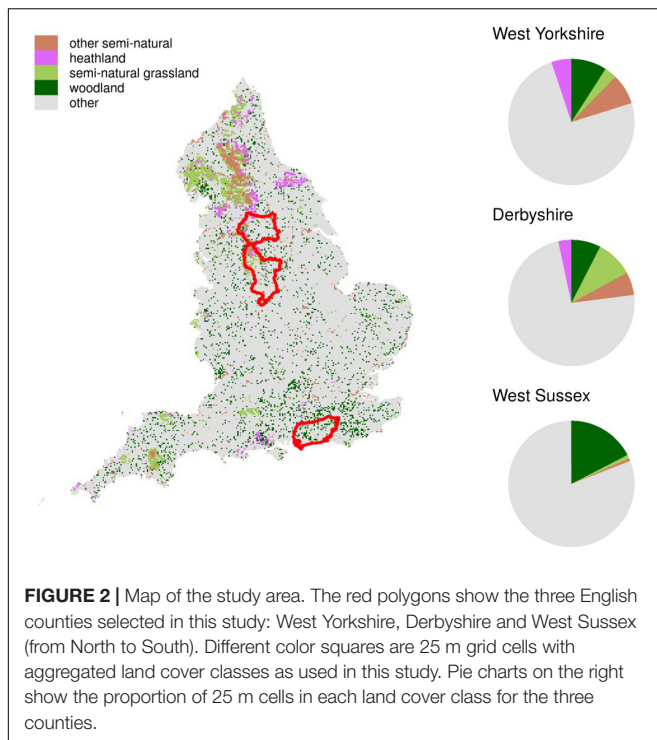 other semi-natural
heathland
semi-natural grassland
woodland
other
West Yorkshire
Derbyshire
West Sussex
FIGURE 2 | Map of the study area. The red polygons show the three English
counties selected in this study: West Yorkshire, Derbyshire and West Sussex
(from North to South). Different color squares are 25 m grid cells with
aggregated land cover classes as used in this study. Pie charts on the right
show the proportion of 25 m cells in each land cover class for the three
counties.